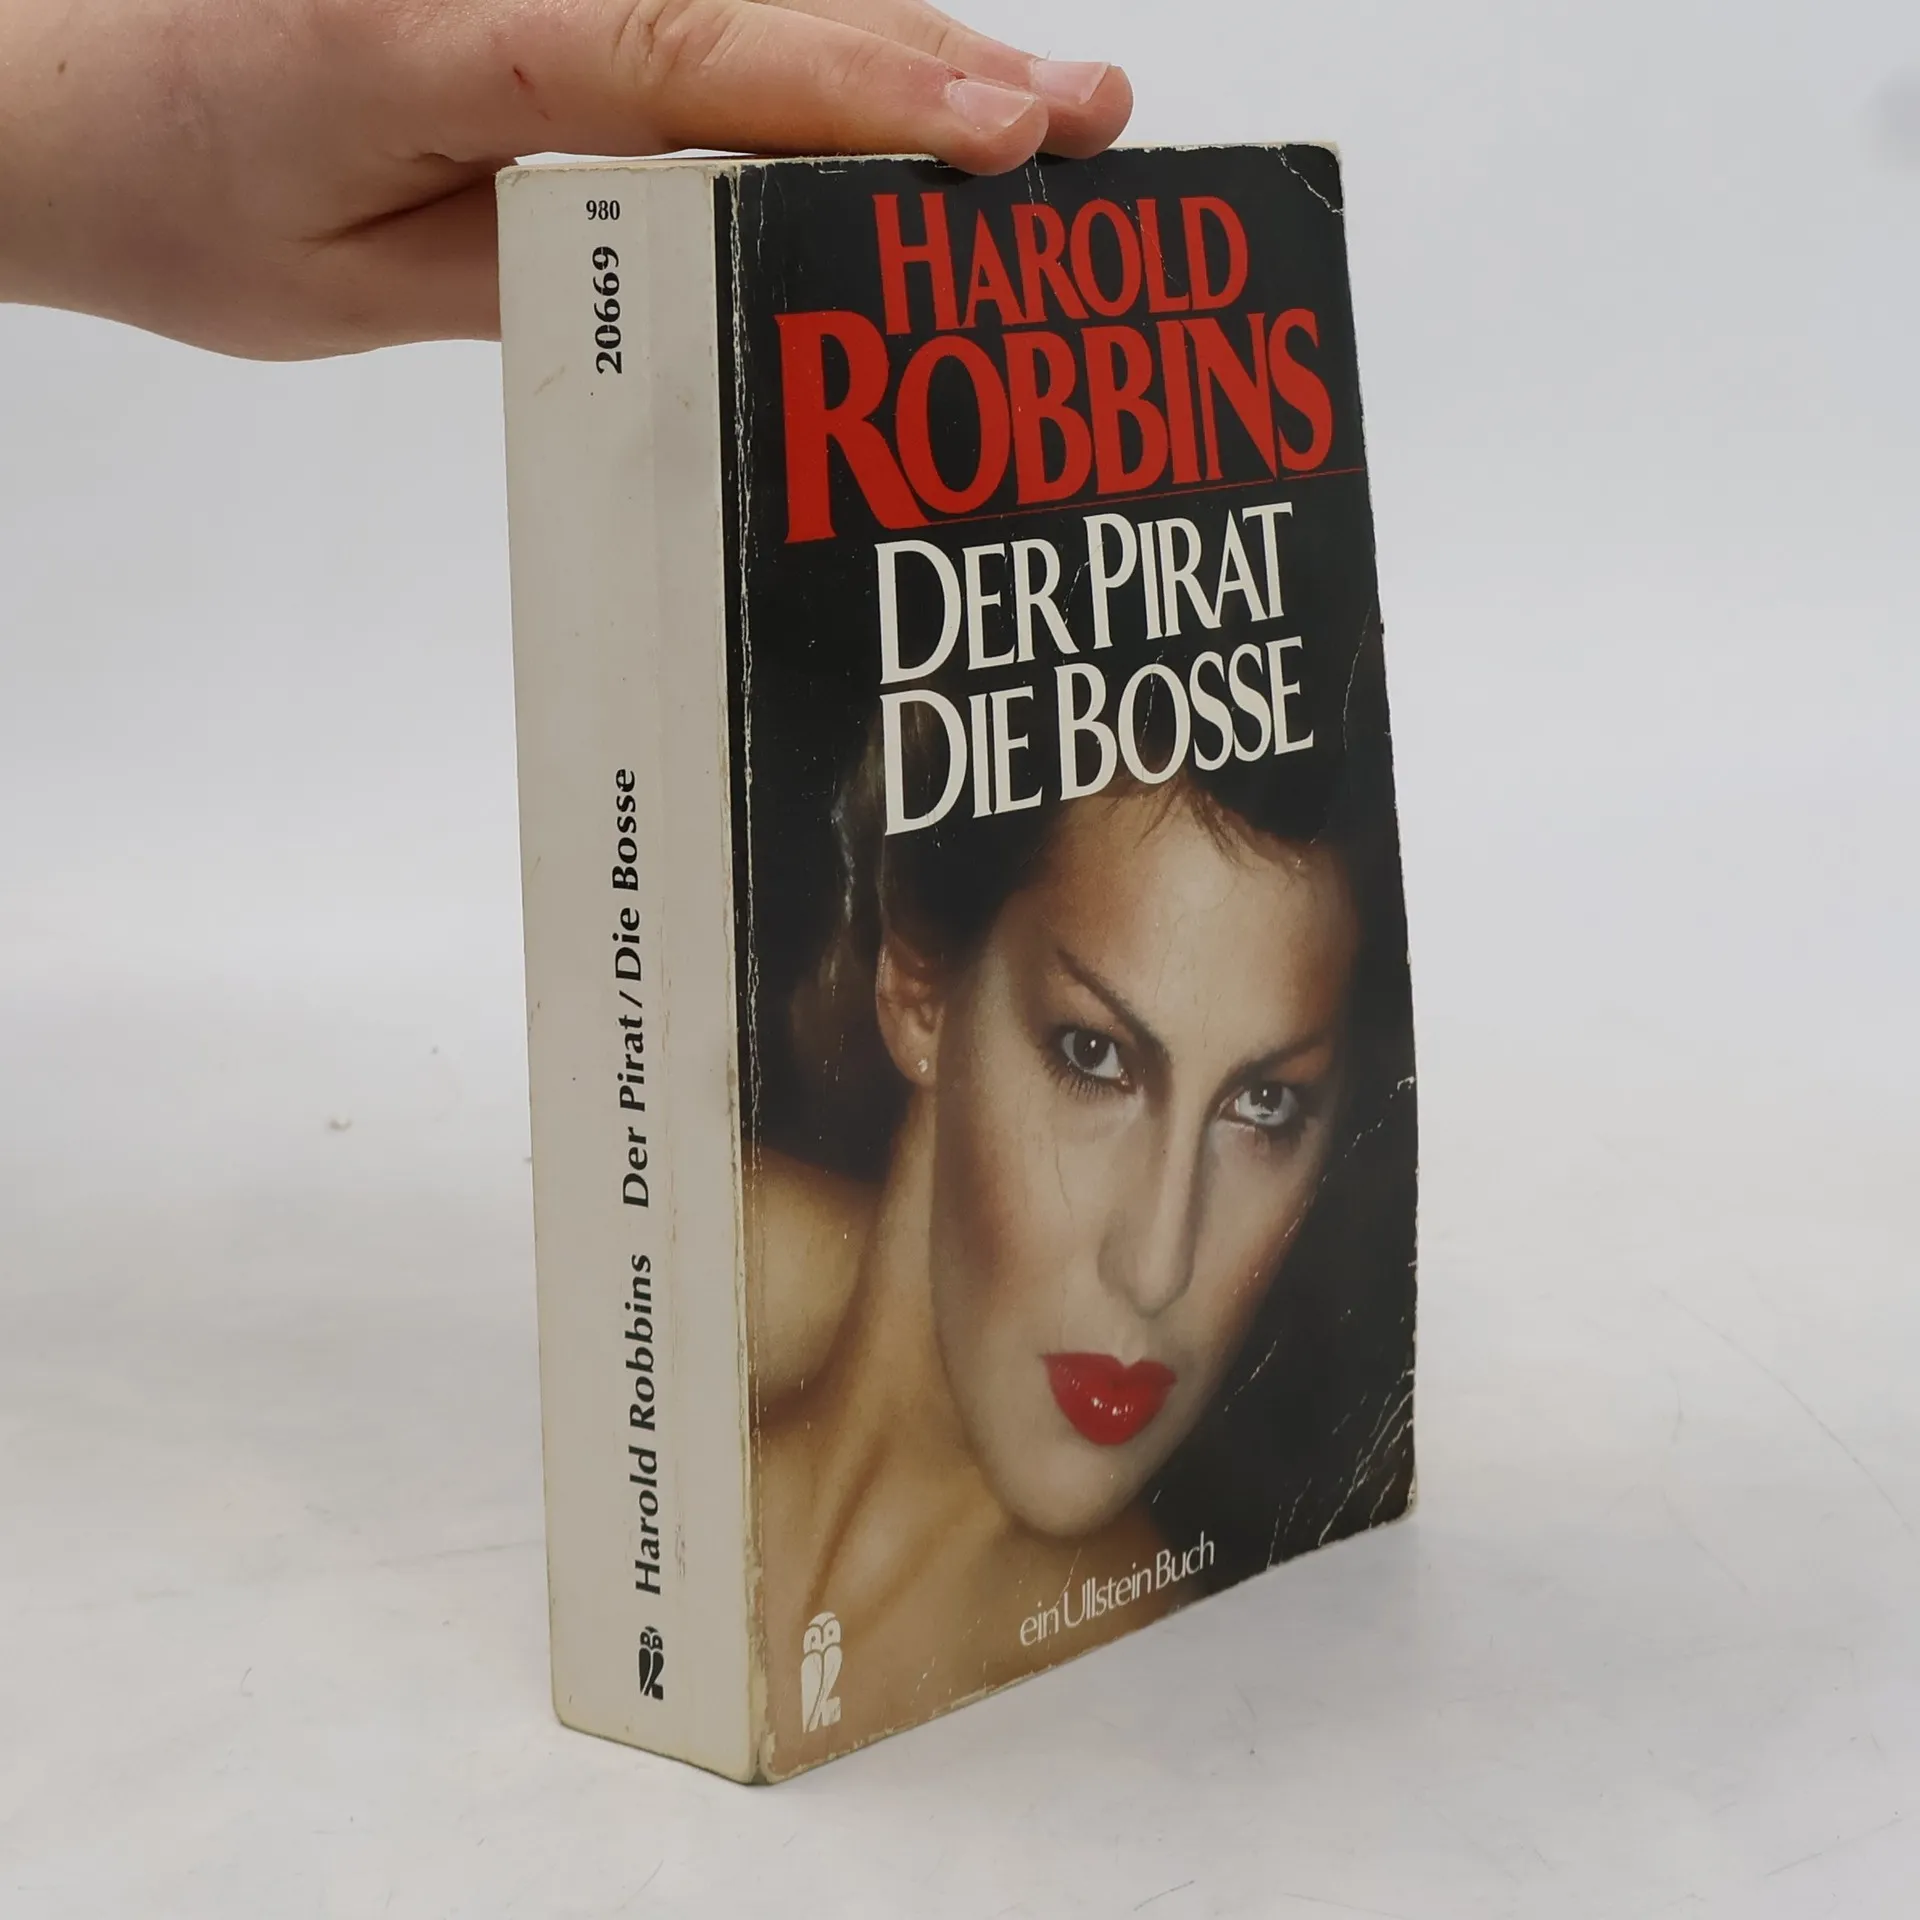 980
20669
Harold Robbins Der Pirat/Die Bosse
HAROLD
ROBBINS
DER PIRAT
DIE BOSSE
ein Ullstein Buch